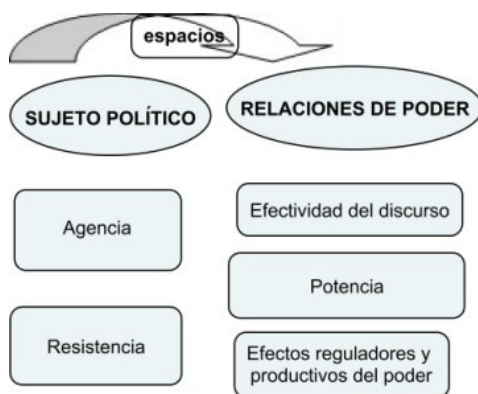 espacios
SUJETO POLÍTICO
RELACIONES DE PODER
Agencia
Resistencia
Efectividad del discurso
Potencia
Efectos reguladores y
productivos del poder